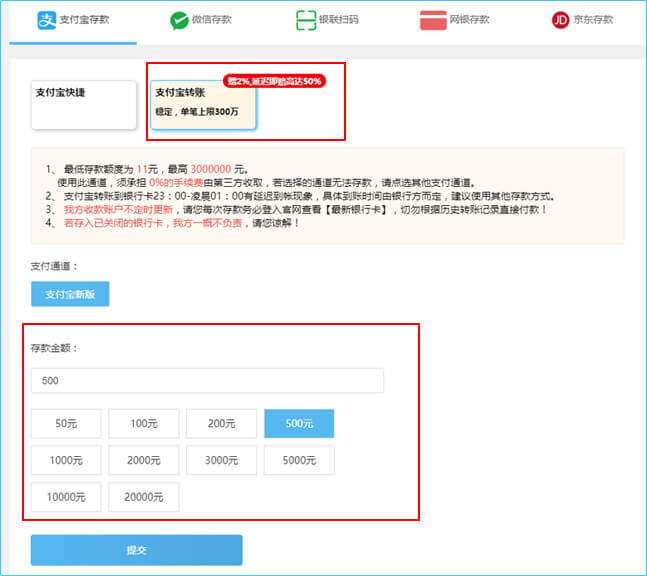 支 支付宝存款 微信存款 银联扫码 网银存款 JD 京东存款
赠2%,延迟即赔高达50%
支付宝快捷 支付宝转账
稳定，单笔上限300万
1、 最低存款额度为 11元，最高 3000000 元。
使用此通道，须承担 0%的手续费由第三方收取，若选择的通道无法存款，请点选其他支付通道。
2、 支付宝转账到银行卡23：00-凌晨01：00有延迟到帐现象，具体到账时间由银行方而定，建议使用其他存款方式。
3、 我方收款账户不定时更新，请您每次存款务必登入官网查看【最新银行卡】，切勿根据历史转账记录直接付款！
4、 若存入已关闭的银行卡，我方一概不负责，请您谅解！
支付通道：
支付宝新版
存款金额：
500
50元 100元 200元 500元
1000元 2000元 3000元 5000元
10000元 20000元
提交